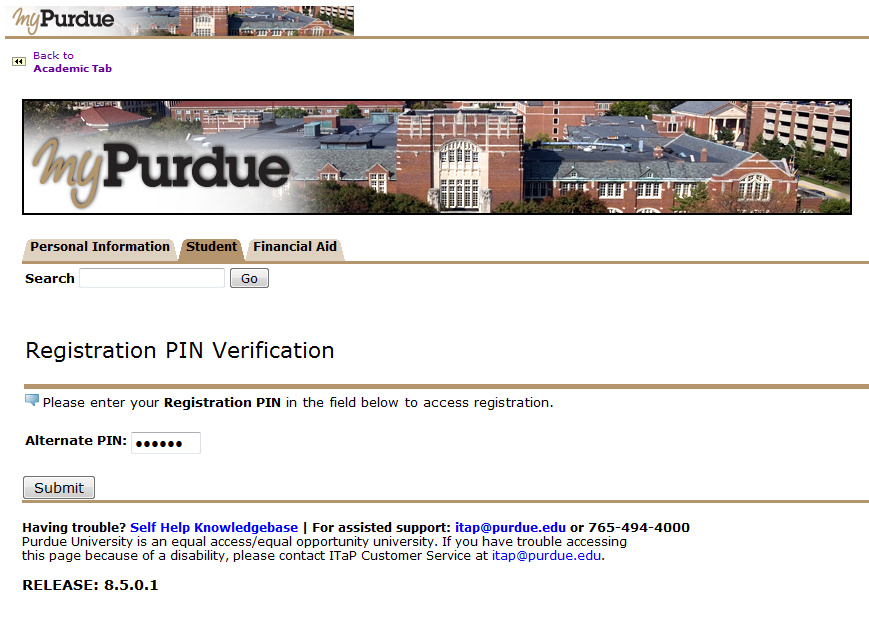 myPurdue
Back to
Academic Tab
myPurdue
Personal Information Student Financial Aid
Search Go
Registration PIN Verification
Please enter your Registration PIN in the field below to access registration.
Alternate PIN: ••••••
Submit
Having trouble? Self Help Knowledgebase | For assisted support: itap@purdue.edu or 765-494-4000
Purdue University is an equal access/equal opportunity university. If you have trouble accessing
this page because of a disability, please contact ITaP Customer Service at itap@purdue.edu.
RELEASE: 8.5.0.1